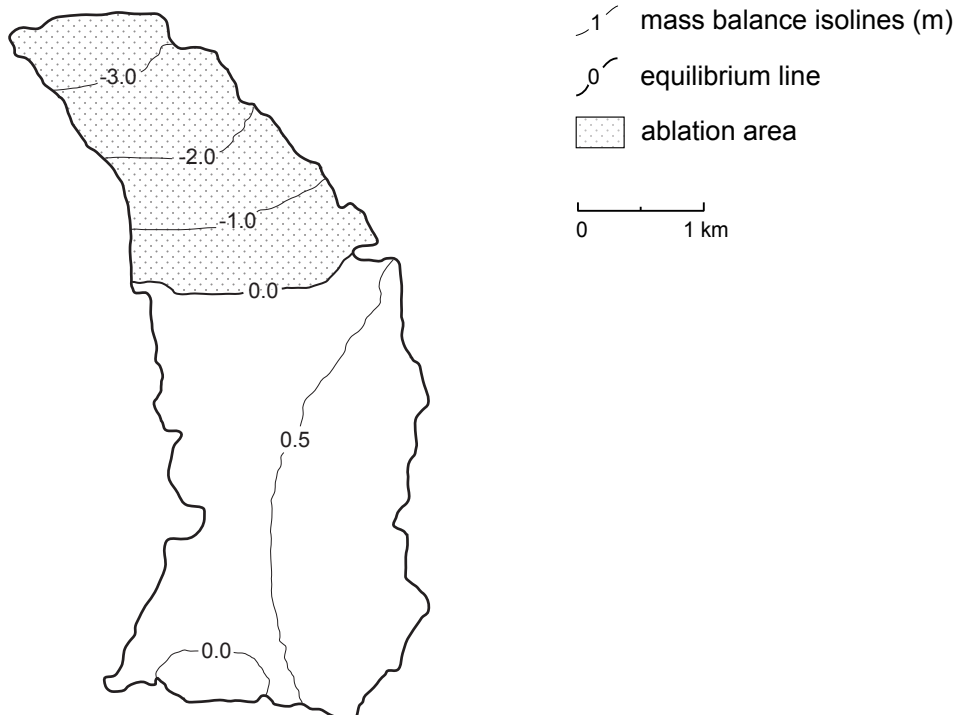 1 mass balance isolines (m)
0 equilibrium line
ablation area
0 1 km
-3.0
-2.0
-1.0
0.0
0.5
0.0